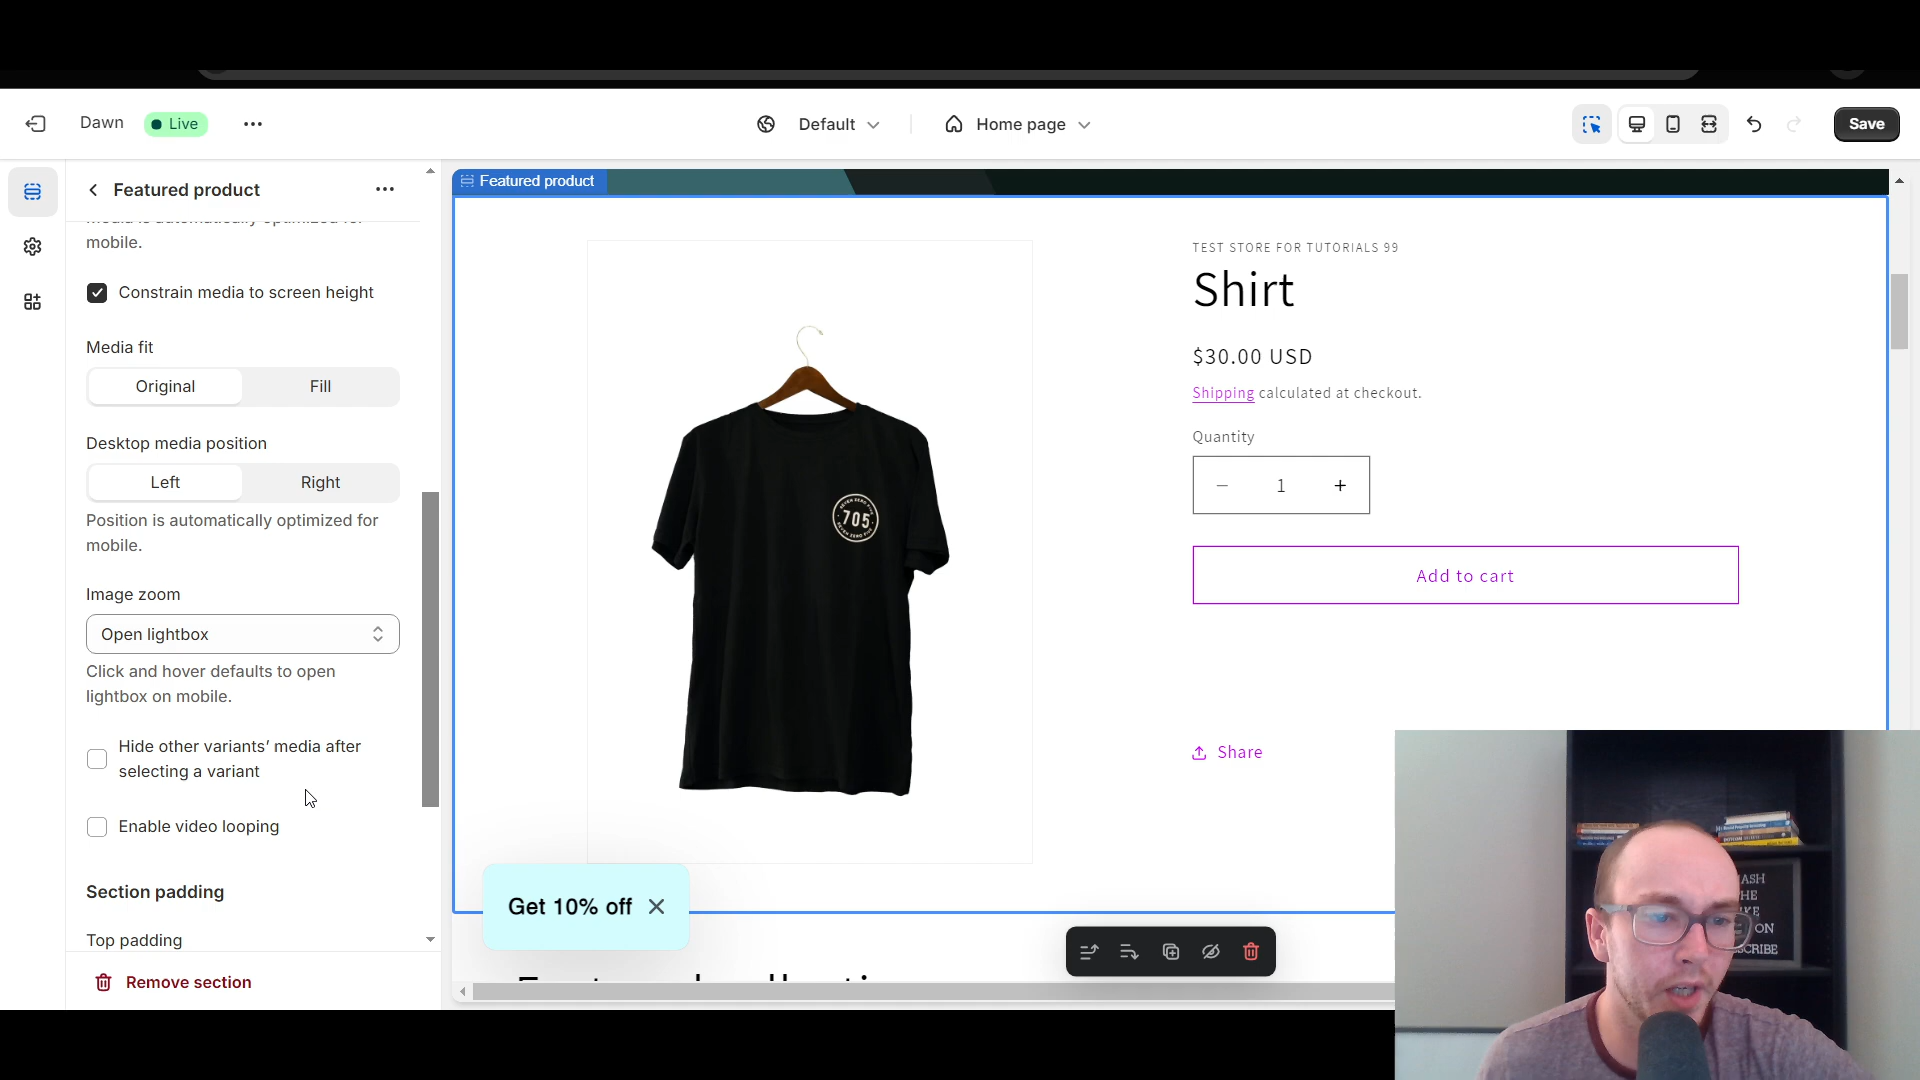 Dawn
Live
Default
Home page
Save
Featured product
mobile.
Constrain media to screen height
Media fit
Original
Fill
Desktop media position
Left
Right
Position is automatically optimized for
mobile.
Image zoom
Open lightbox
Click and hover defaults to open
lightbox on mobile.
Hide other variants’ media after
selecting a variant
Enable video looping
Section padding
Top padding
Remove section
Featured product
TEST STORE FOR TUTORIALS 99
Shirt
$30.00 USD
Shipping calculated at checkout.
Quantity
1
Add to cart
Share
705
Get 10% off